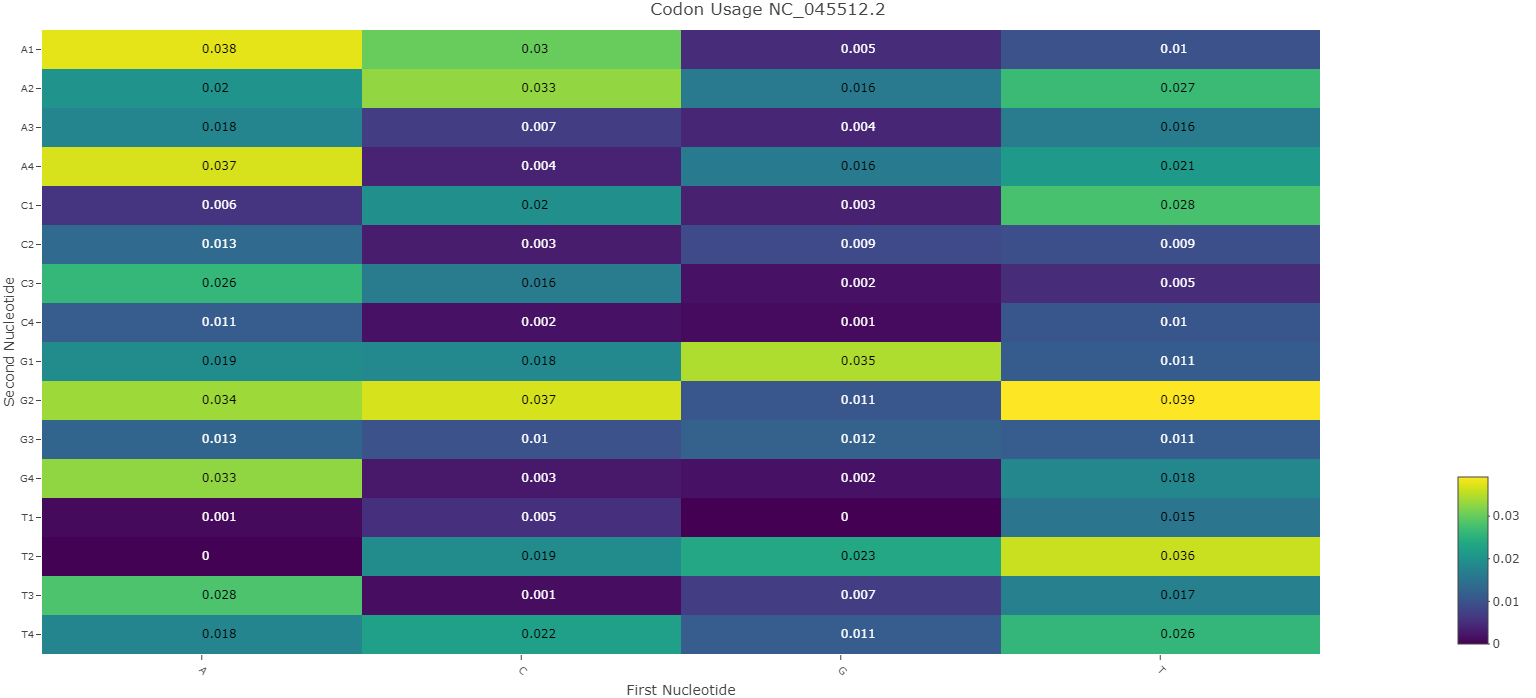 Codon Usage NC_045512.2
A1 0.038 0.03 0.005 0.01
A2 0.02 0.033 0.016 0.027
A3 0.018 0.007 0.004 0.016
A4 0.037 0.004 0.016 0.021
C1 0.006 0.02 0.003 0.028
C2 0.013 0.003 0.009 0.009
C3 0.026 0.016 0.002 0.005
C4 0.011 0.002 0.001 0.01
G1 0.019 0.018 0.035 0.011
G2 0.034 0.037 0.011 0.039
G3 0.013 0.01 0.012 0.011
G4 0.033 0.003 0.002 0.018
T1 0.001 0.005 0 0.015
T2 0 0.019 0.023 0.036
T3 0.028 0.001 0.007 0.017
T4 0.018 0.022 0.011 0.026
A C G T
First Nucleotide
Second Nucleotide
0.03
0.02
0.01
0